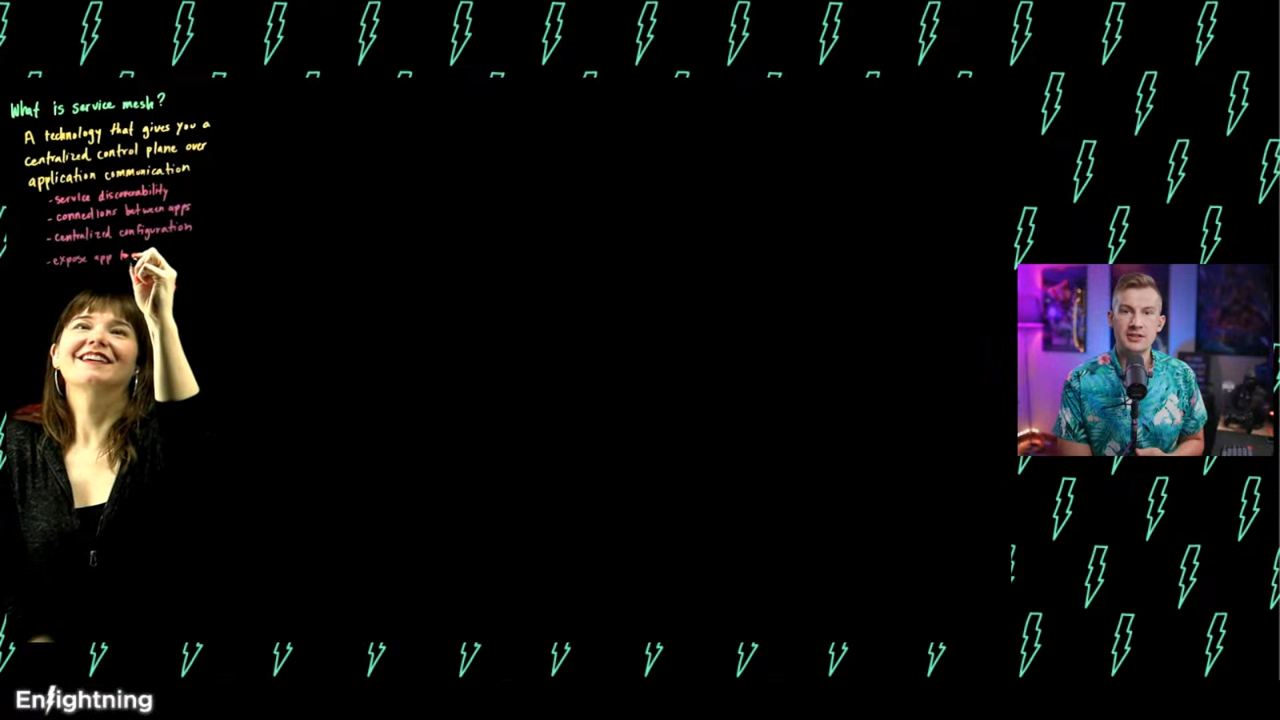 What is service mesh?
A technology that gives you a
centralized control plane over
application communication
- service discoverability
- connections between apps
- centralized configuration
- expose app to
Enlightning